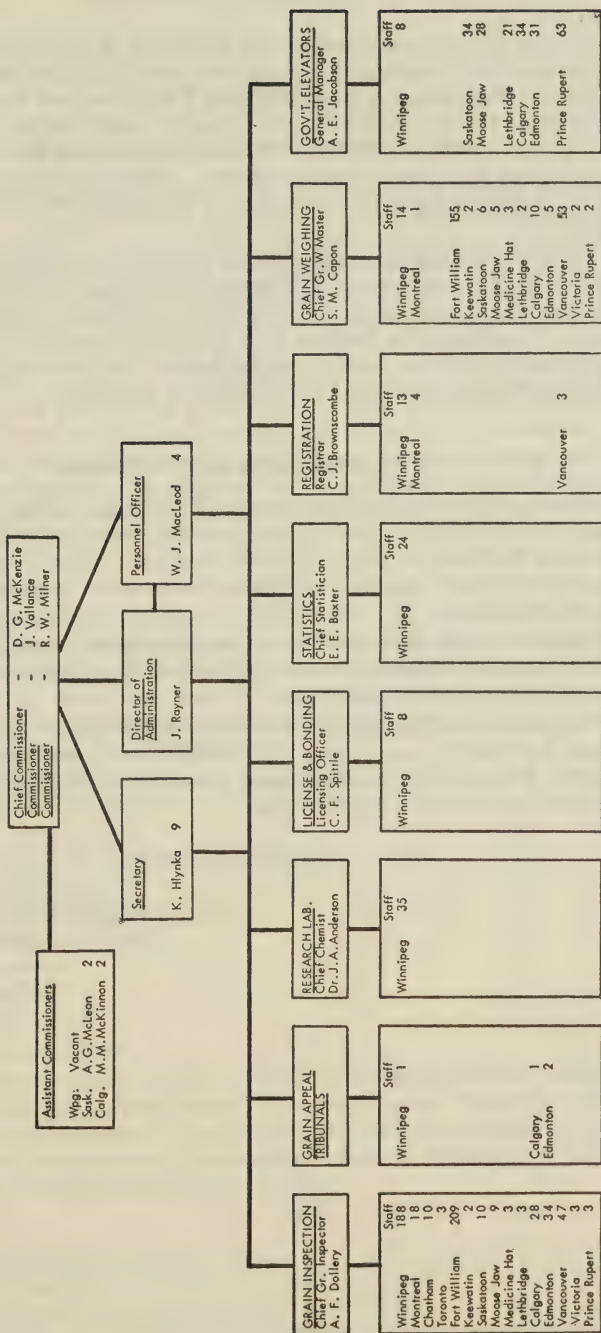 Chief Commissioner - D. G. McKenzie
Commissioner - J. Vallance
Commissioner - R. W. Milner
Assistant Commissioners
Wpg: Vacant 2
Sask. A.G.McLean 2
Calg. M.M.McKinnon 2
Secretary
K. Hlynka 9
Director of
Administration
J. Rayner
Personnel Officer
W. J. MacLeod 4
GRAIN INSPECTION
Chief Gr. Inspector
A. F. Dollery
Staff
Winnipeg 188
Montreal 18
Chatham 10
Toronto 3
Fort William 209
Keewatin 2
Saskatoon 10
Moose Jaw 9
Medicine Hat 3
Lethbridge 3
Calgary 28
Edmonton 34
Vancouver 47
Victoria 3
Prince Rupert 3
GRAIN APPEAL
TRIBUNALS
Staff
Winnipeg 1
Calgary 1
Edmonton 2
RESEARCH LAB.
Chief Chemist
Dr.J.A.Anderson
Staff
Winnipeg 35
LICENSE & BONDING
Licensing Officer
C. F. Spittle
Staff
Winnipeg 8
STATISTICS
Chief Statistician
E. E. Baxter
Staff
Winnipeg 24
REGISTRATION
Registrar
C.J.Brownscombe
Staff
Winnipeg 13
Montreal 4
Vancouver 3
GRAIN WEIGHING
Chief Gr. W Master
S. M. Capon
Staff
Winnipeg 14
Montreal 1
Fort William 155
Keewatin 2
Saskatoon 6
Moose Jaw 5
Medicine Hat 3
Lethbridge 2
Calgary 10
Edmonton 5
Vancouver 53
Victoria 2
Prince Rupert 2
GOV'T. ELEVATORS
General Manager
A. E. Jacobson
Staff
Winnipeg 8
Saskatoon 34
Moose Jaw 28
Lethbridge 21
Calgary 34
Edmonton 31
Prince Rupert 63